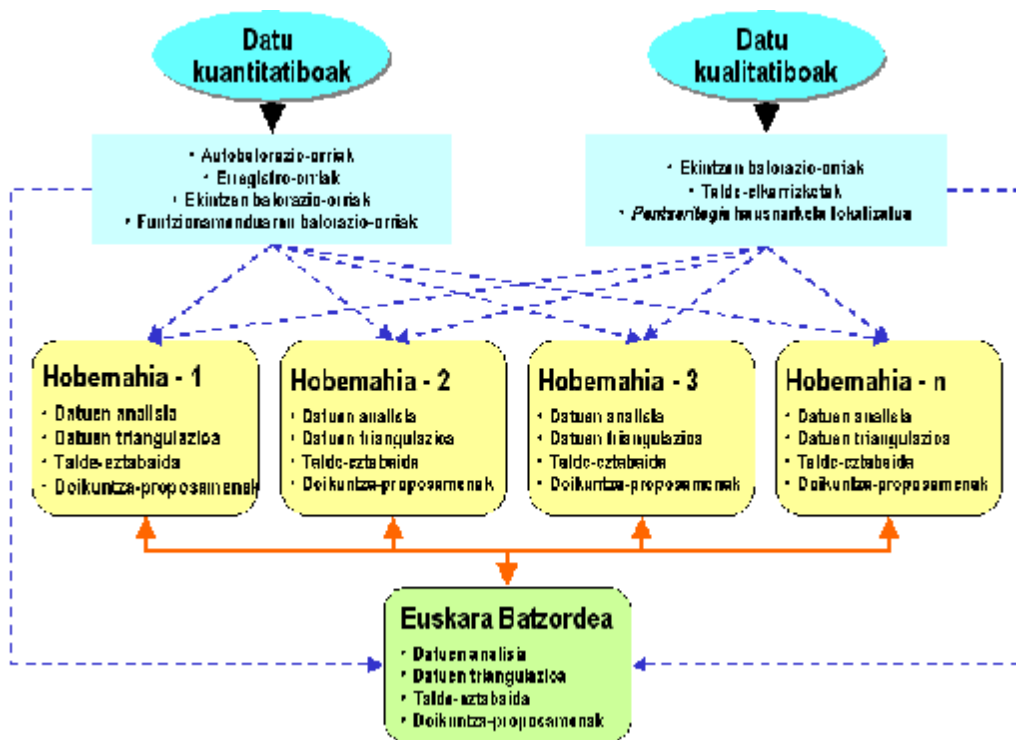 Datu
kuantitatiboak
Datu
kualitatiboak
• Autobalorazio-orriak
• Erregistro-orriak
• Ekintzen balorazio-orriak
• Funtzionamenduaren balorazio-orriak
• Ekintzen balorazio-orriak
• Talde-elkarrizketak
• Pentsaritegia hausnarketa lokalizatua
Hobemahia - 1
• Datuen analisia
• Datuen triangulazioa
• Talde-eztabaida
• Doikuntza-proposamenak
Hobemahia - 2
• Datuen analisia
• Datuen triangulazioa
• Talde-eztabaida
• Doikuntza-proposamenak
Hobemahia - 3
• Datuen analisia
• Datuen triangulazioa
• Talde-eztabaida
• Doikuntza-proposamenak
Hobemahia - n
• Datuen analisia
• Datuen triangulazioa
• Talde-eztabaida
• Doikuntza-proposamenak
Euskara Batzordea
• Datuen analisia
• Datuen triangulazioa
• Talde-eztabaida
• Doikuntza-proposamenak